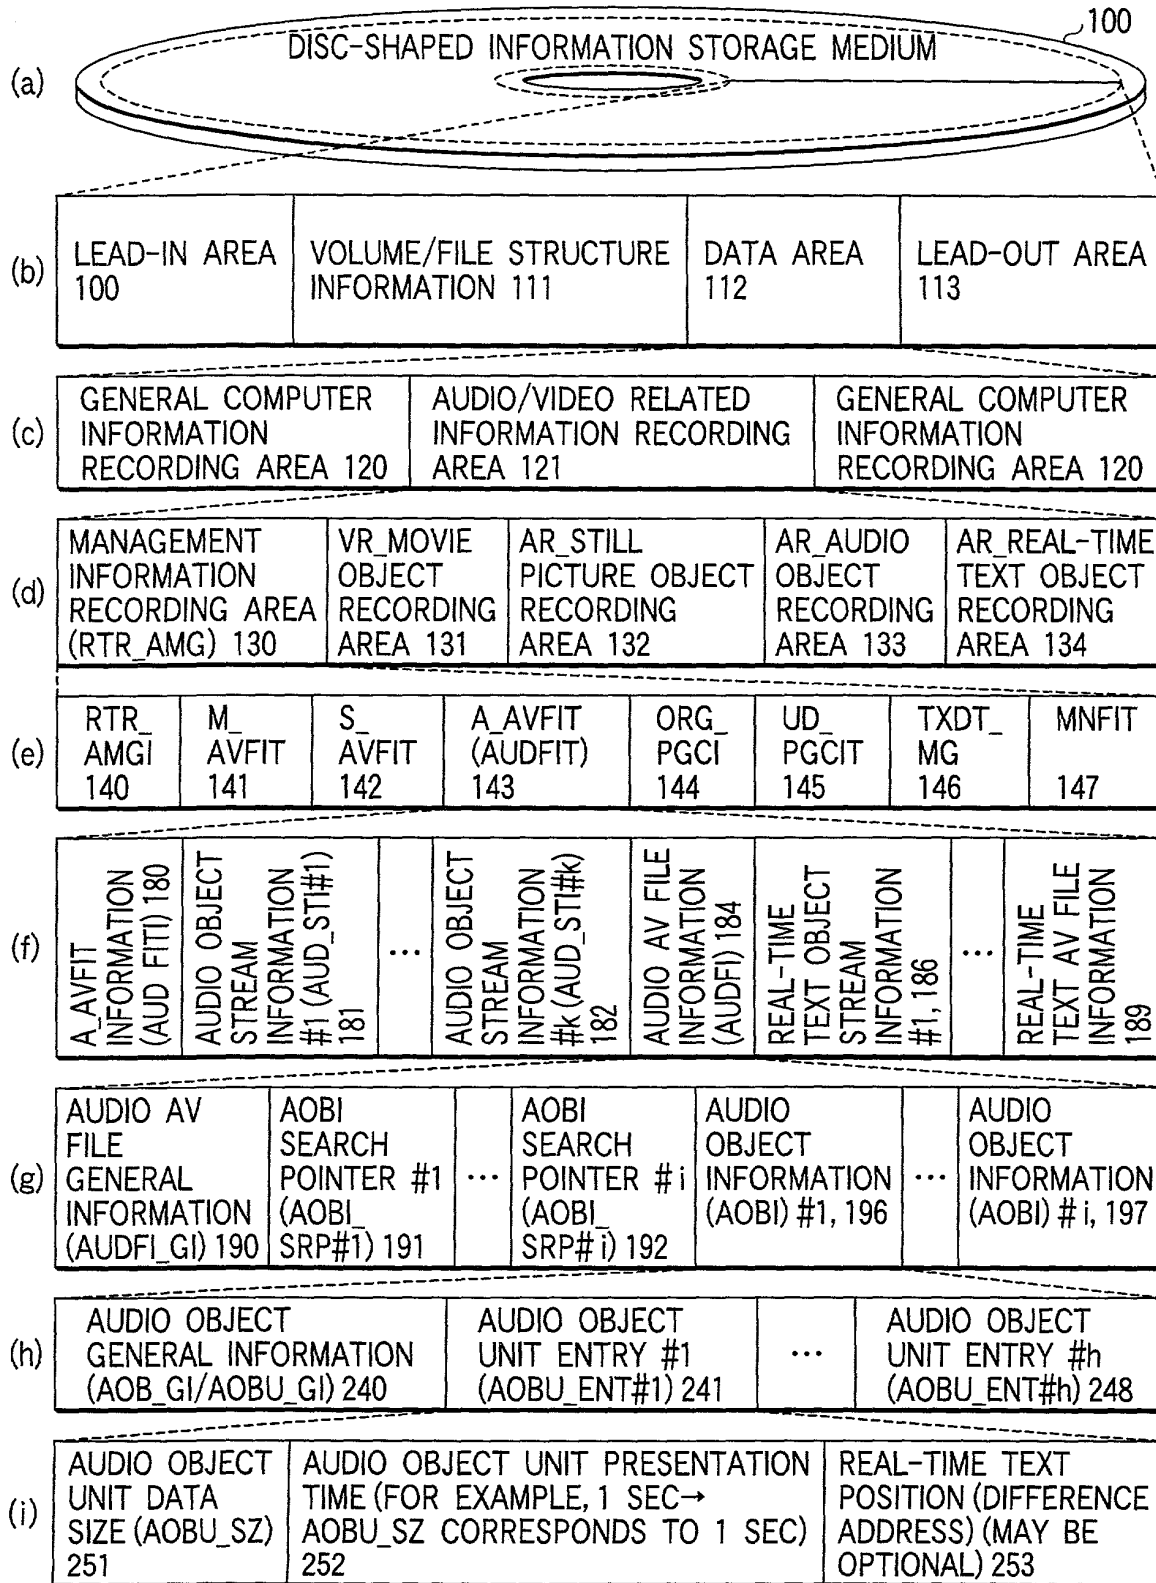 100
DISC-SHAPED INFORMATION STORAGE MEDIUM
(a)
(b)
LEAD-IN AREA
100
VOLUME/FILE STRUCTURE
INFORMATION 111
DATA AREA
112
LEAD-OUT AREA
113
(c)
GENERAL COMPUTER
INFORMATION
RECORDING AREA 120
AUDIO/VIDEO RELATED
INFORMATION RECORDING
AREA 121
GENERAL COMPUTER
INFORMATION
RECORDING AREA 120
(d)
MANAGEMENT
INFORMATION
RECORDING AREA
(RTR_AMG) 130
VR_MOVIE
OBJECT
RECORDING
AREA 131
AR_STILL
PICTURE OBJECT
RECORDING
AREA 132
AR_AUDIO
OBJECT
RECORDING
AREA 133
AR_REAL-TIME
TEXT OBJECT
RECORDING
AREA 134
(e)
RTR_
AMGI
140
M_
AVFIT
141
S_
AVFIT
142
A_AVFIT
(AUDFIT)
143
ORG_
PGCI
144
UD_
PGCIT
145
TXDT_
MG
146
MNFIT
147
(f)
A_AVFIT
INFORMATION
(AUD FITI) 180
AUDIO OBJECT
STREAM
INFORMATION
#1 (AUD_STI#1)
181
...
AUDIO OBJECT
STREAM
INFORMATION
#k (AUD_STI#k)
182
AUDIO AV FILE
INFORMATION
(AUDFI) 184
REAL-TIME
TEXT OBJECT
STREAM
INFORMATION
#1, 186
...
REAL-TIME
TEXT AV FILE
INFORMATION
189
(g)
AUDIO AV
FILE
GENERAL
INFORMATION
(AUDFI_GI) 190
AOBI
SEARCH
POINTER #1
(AOBI_
SRP#1) 191
...
AOBI
SEARCH
POINTER #i
(AOBI_
SRP#i) 192
AUDIO
OBJECT
INFORMATION
(AOBI) #1, 196
...
AUDIO
OBJECT
INFORMATION
(AOBI) #i, 197
(h)
AUDIO OBJECT
GENERAL INFORMATION
(AOB_GI/AOBU_GI) 240
AUDIO OBJECT
UNIT ENTRY #1
(AOBU_ENT#1) 241
...
AUDIO OBJECT
UNIT ENTRY #h
(AOBU_ENT#h) 248
(i)
AUDIO OBJECT
UNIT DATA
SIZE (AOBU_SZ)
251
AUDIO OBJECT UNIT PRESENTATION
TIME (FOR EXAMPLE, 1 SEC→
AOBU_SZ CORRESPONDS TO 1 SEC)
252
REAL-TIME TEXT
POSITION (DIFFERENCE
ADDRESS) (MAY BE
OPTIONAL) 253